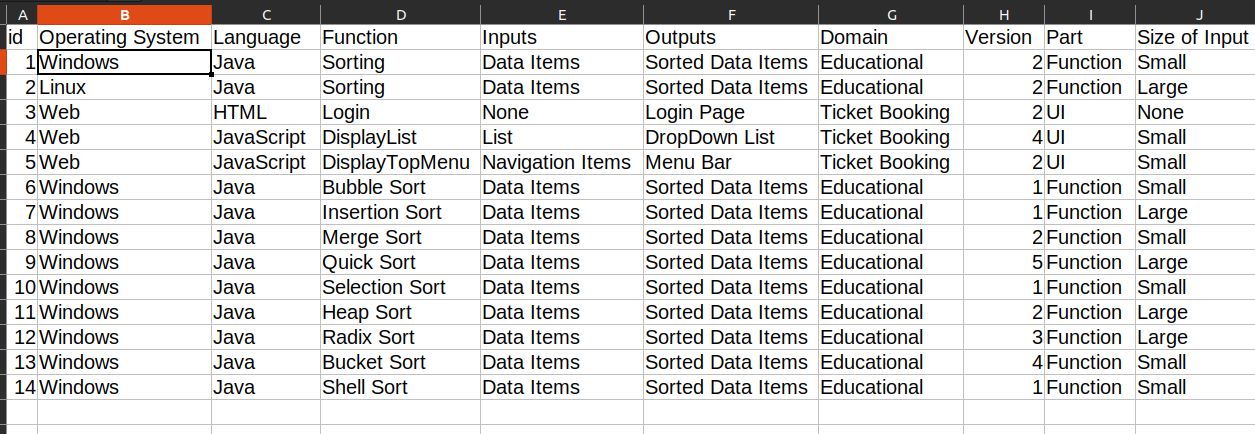 A B C D E F G H I J
id Operating System Language Function Inputs Outputs Domain Version Part Size of Input
1 Windows Java Sorting Data Items Sorted Data Items Educational 2 Function Small
2 Linux Java Sorting Data Items Sorted Data Items Educational 2 Function Large
3 Web HTML Login None Login Page Ticket Booking 2 UI None
4 Web JavaScript DisplayList List DropDown List Ticket Booking 4 UI Small
5 Web JavaScript DisplayTopMenu Navigation Items Menu Bar Ticket Booking 2 UI Small
6 Windows Java Bubble Sort Data Items Sorted Data Items Educational 1 Function Small
7 Windows Java Insertion Sort Data Items Sorted Data Items Educational 1 Function Large
8 Windows Java Merge Sort Data Items Sorted Data Items Educational 2 Function Small
9 Windows Java Quick Sort Data Items Sorted Data Items Educational 5 Function Large
10 Windows Java Selection Sort Data Items Sorted Data Items Educational 1 Function Small
11 Windows Java Heap Sort Data Items Sorted Data Items Educational 2 Function Large
12 Windows Java Radix Sort Data Items Sorted Data Items Educational 3 Function Large
13 Windows Java Bucket Sort Data Items Sorted Data Items Educational 4 Function Small
14 Windows Java Shell Sort Data Items Sorted Data Items Educational 1 Function Small